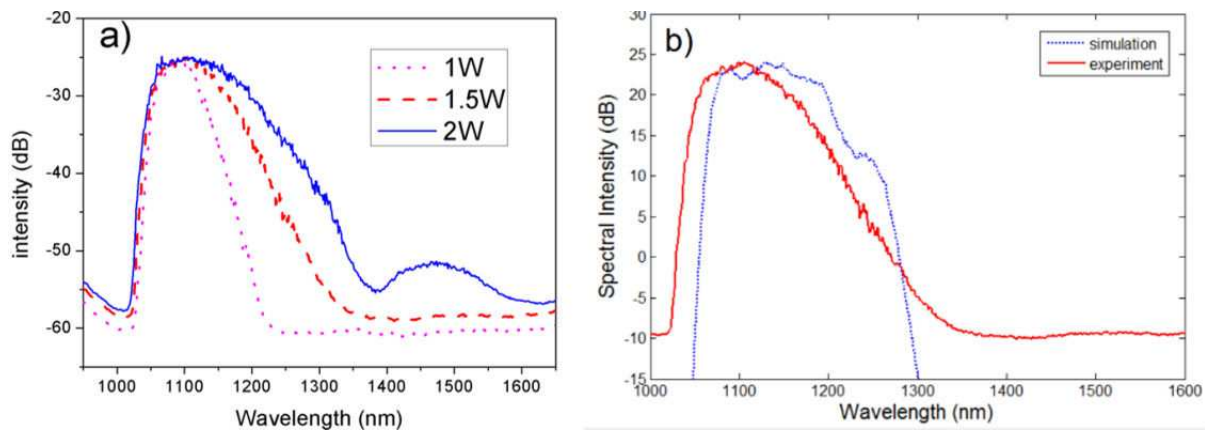 a)
1W
1.5W
2W
-20
-30
-40
-50
-60
intensity (dB)
1000 1100 1200 1300 1400 1500 1600
Wavelength (nm)
b)
simulation
experiment
30
25
20
15
10
5
0
-5
-10
-15
Spectral Intensity (dB)
1000 1100 1200 1300 1400 1500 1600
Wavelength (nm)